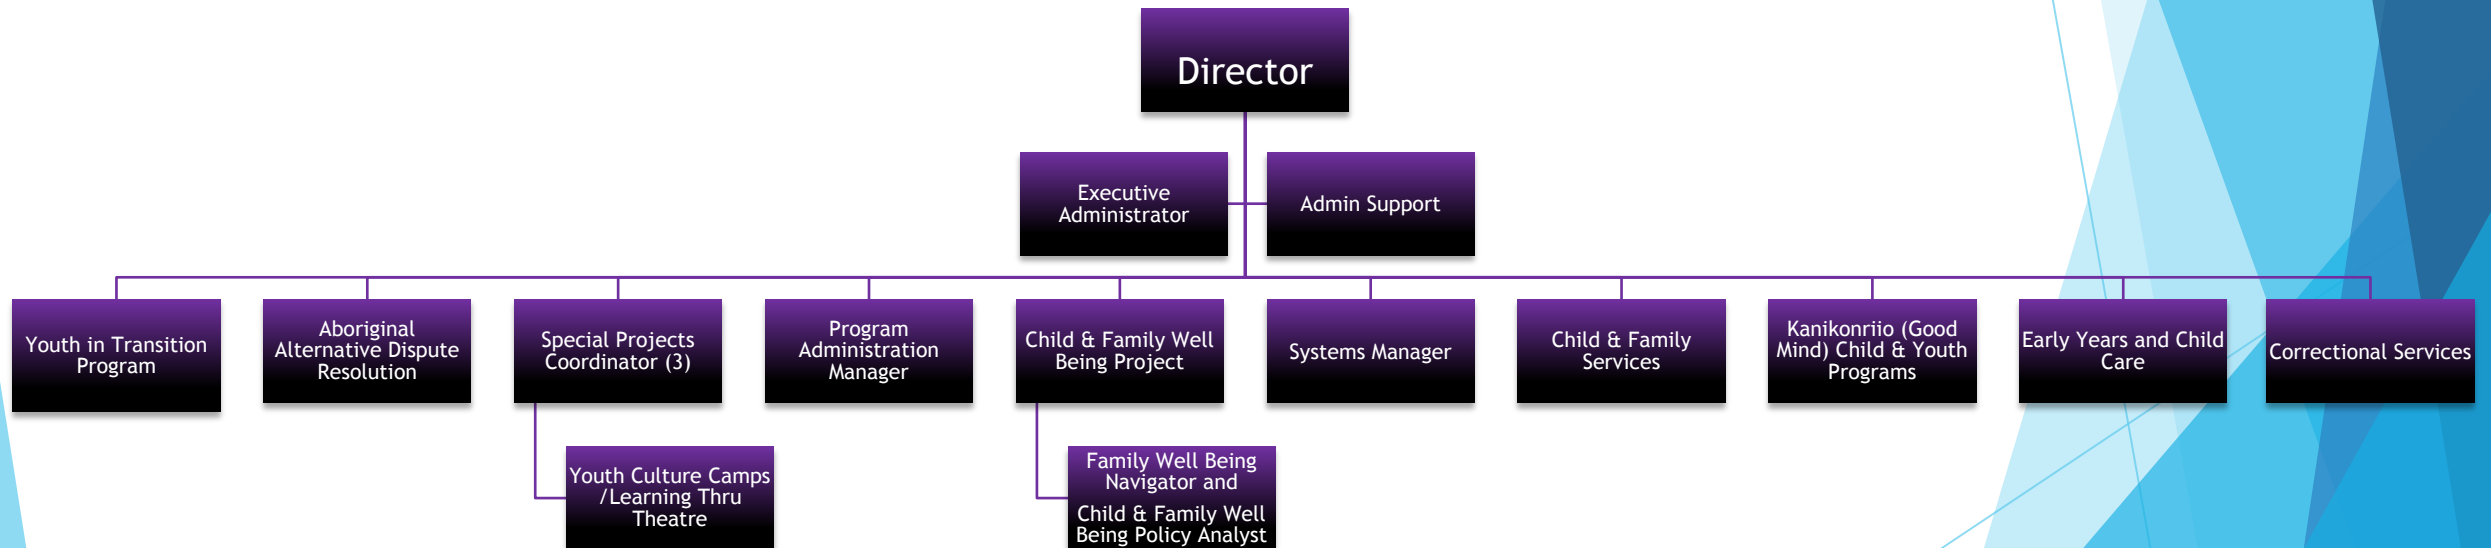 Director
Executive
Administrator
Admin Support
Youth in Transition
Program
Aboriginal
Alternative Dispute
Resolution
Special Projects
Coordinator (3)
Program
Administration
Manager
Child & Family Well
Being Project
Systems Manager
Child & Family
Services
Kanikonriio (Good
Mind) Child & Youth
Programs
Early Years and Child
Care
Correctional Services
Youth Culture Camps
/Learning Thru
Theatre
Family Well Being
Navigator and
Child & Family Well
Being Policy Analyst